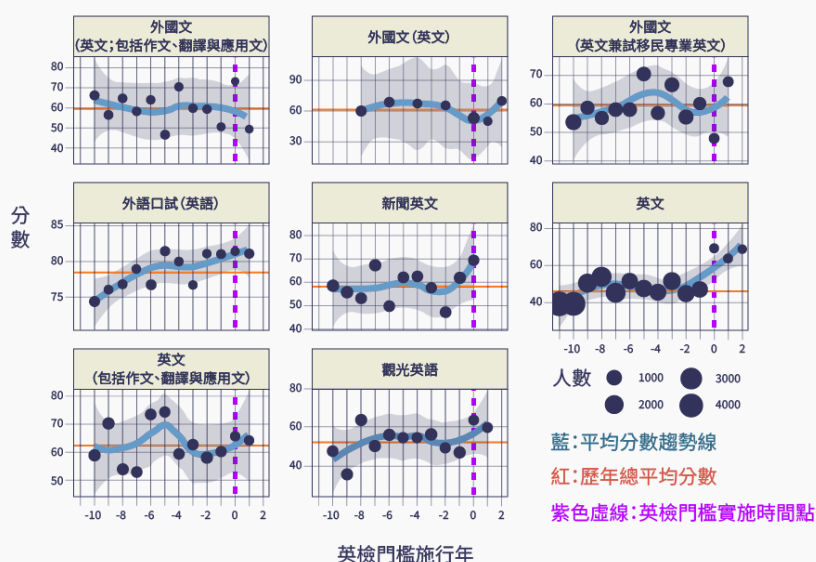 外國文
(英文;包括作文、翻譯與應用文)
外國文(英文)
外國文
(英文兼試移民專業英文)
80
70
60
50
40
90
60
30
70
60
50
40
外語口試(英語)
新聞英文
英文
分數
85
80
75
80
70
60
50
40
80
60
40
-10 -8 -6 -4 -2 0 2
英文
(包括作文、翻譯與應用文)
觀光英語
人數
1000
3000
2000
4000
80
70
60
50
80
60
40
藍:平均分數趨勢線
紅:歷年總平均分數
紫色虛線:英檢門檻實施時間點
-10 -8 -6 -4 -2 0 2
-10 -8 -6 -4 -2 0 2
英檢門檻施行年